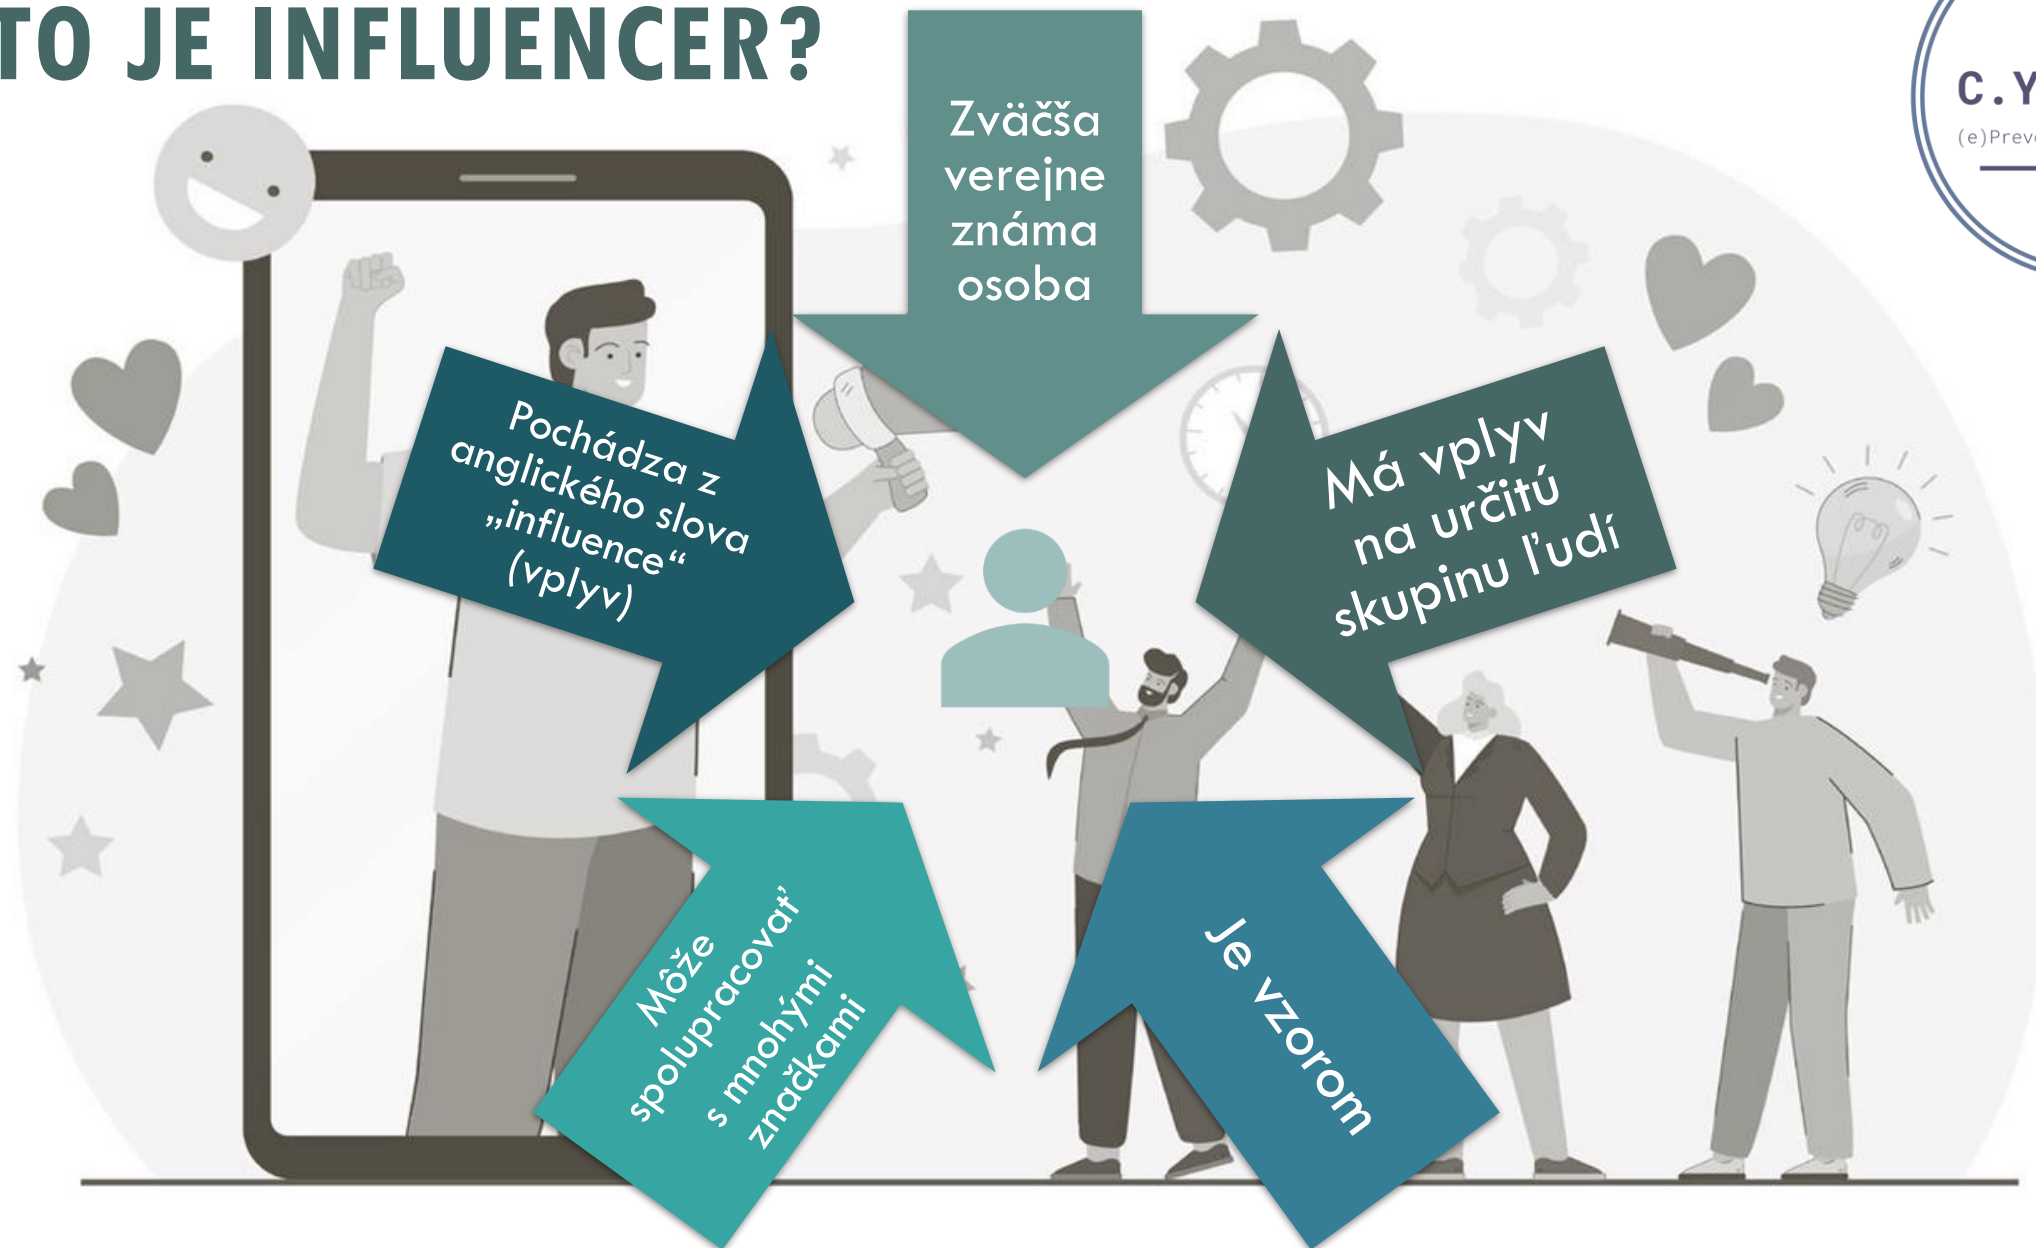 TO JE INFLUENCER?
C.Y
(e)Prev
Zväčša
verejne
známa
osoba
Pochádza z
anglického slova
„influence“
(vplyv)
Má vplyv
na určitú
skupinu ľudí
Môže
spolupracovať
s mnohými
značkami
Je vzorom